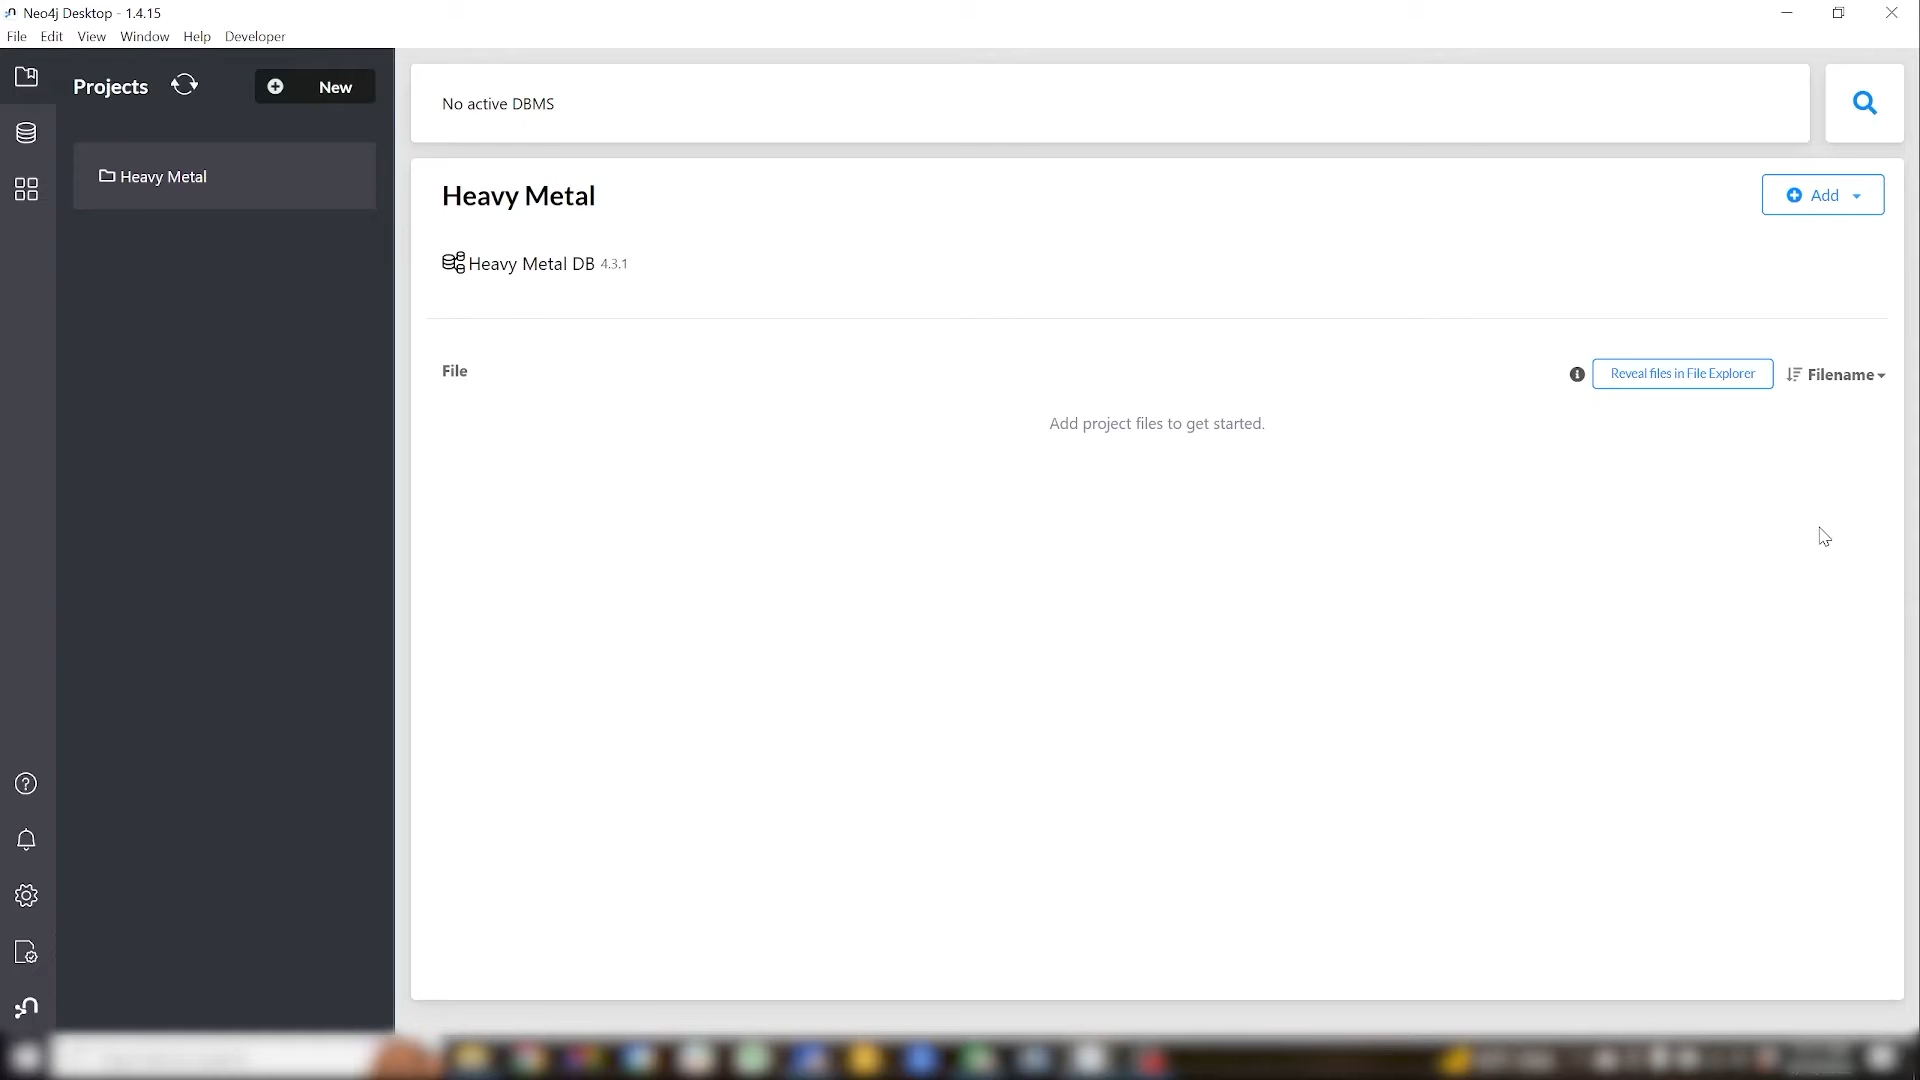 Neo4j Desktop - 1.4.15
File Edit View Window Help Developer
Projects
New
Heavy Metal
No active DBMS
Heavy Metal
Add
Heavy Metal DB 4.3.1
File
Reveal files in File Explorer
Filename
Add project files to get started.